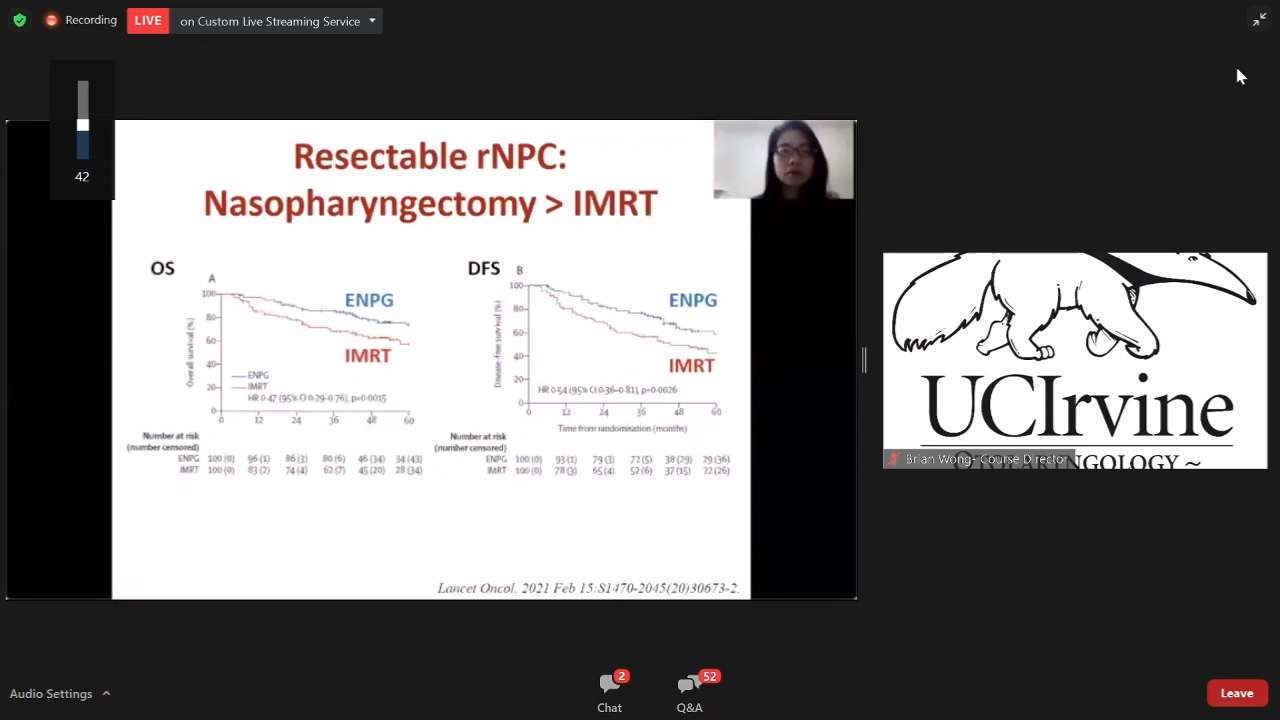 Recording
LIVE
on Custom Live Streaming Service
42
Resectable rNPC:
Nasopharyngectomy > IMRT
OS
A
ENPG
IMRT
Overall survival (%)
100
80
60
40
20
0
ENPG
IMRT
HR 0·47 (95% CI 0·29–0·76), p=0·0015
0 12 24 36 48 60
Number at risk
(number censored)
ENPG 100 (0) 96 (1) 86 (3) 80 (6) 46 (34) 34 (43)
IMRT 100 (0) 83 (2) 74 (4) 62 (7) 45 (20) 28 (34)
DFS
B
ENPG
IMRT
Disease-free survival (%)
100
80
60
40
20
0
HR 0·54 (95% CI 0·36–0·81), p=0·0026
0 12 24 36 48 60
Time from randomisation (months)
Number at risk
(number censored)
ENPG 100 (0) 93 (1) 79 (3) 72 (5) 38 (29) 29 (36)
IMRT 100 (0) 78 (3) 65 (4) 52 (6) 37 (15) 22 (26)
Lancet Oncol. 2021 Feb 15:S1470-2045(20)30673-2.
UCIrvine
Brian Wong- Course Director
Audio Settings
2
Chat
52
Q&A
Leave